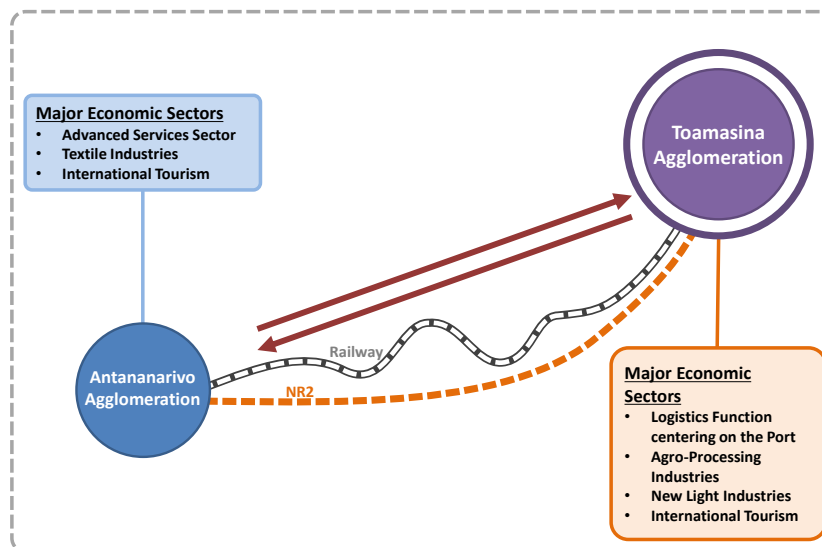 Major Economic Sectors
• Advanced Services Sector
• Textile Industries
• International Tourism
Toamasina
Agglomeration
Railway
Antananarivo
Agglomeration
NR2
Major Economic
Sectors
• Logistics Function
centering on the Port
• Agro-Processing
Industries
• New Light Industries
• International Tourism